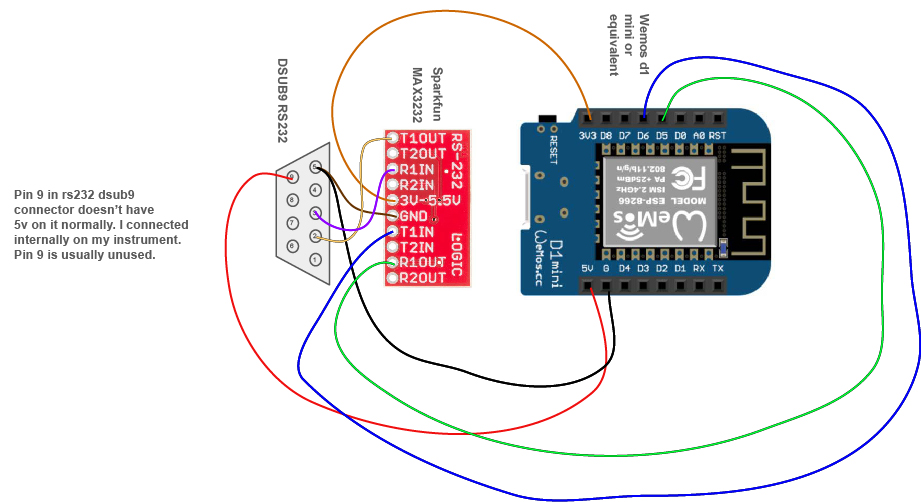 Wemos d1
mini or
equivalent
Sparkfun
MAX3232
DSUB9 RS232
Pin 9 in rs232 dsub9
connector doesn't have
5v on it normally. I connected
internally on my instrument.
Pin 9 is usually unused.
5
9
4
8
3
7
2
6
1
T1OUT
T2OUT
R1IN
R2IN
3V-5.5V
GND
T1IN
T2IN
R1OUT
R2OUT
RS-232
LOGIC
3V3 D8 D7 D6 D5 D0 A0 RST
RESET
MODEL ESP-8266
ISM 2.4GHz
PA +25dBm
802.11b/g/n
FC
WeMos
D1mini
WeMos.cc
5V G D4 D3 D2 D1 RX TX